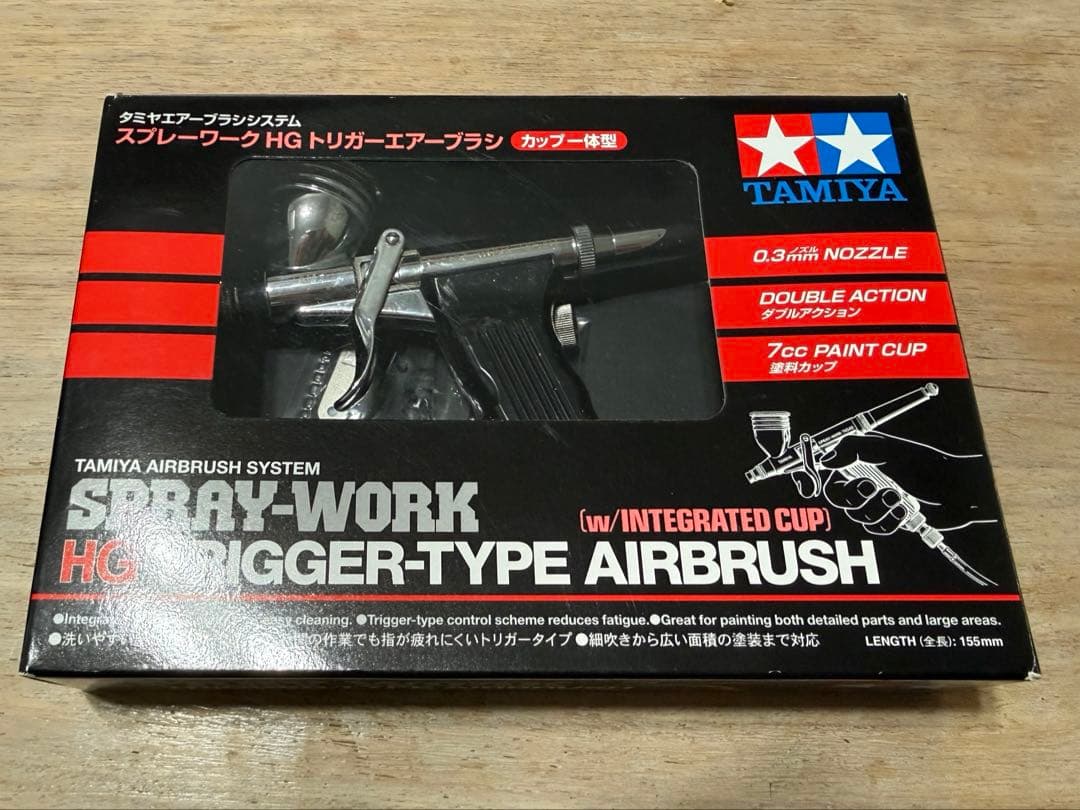 タミヤエアーブラシシステム
スプレーワーク HG トリガーエアーブラシ カップ一体型
TAMIYA
0.3mm ノズル NOZZLE
DOUBLE ACTION
ダブルアクション
7cc PAINT CUP
塗料カップ
TAMIYA AIRBRUSH SYSTEM
SPRAY-WORK
(w/INTEGRATED CUP)
HG TRIGGER-TYPE AIRBRUSH
cleaning. ●Trigger-type control scheme reduces fatigue. ●Great for painting both detailed parts and large areas.
●洗いやす の作業でも指が疲れにくいトリガータイプ ●細吹きから広い面積の塗装まで対応 LENGTH (全長): 155mm